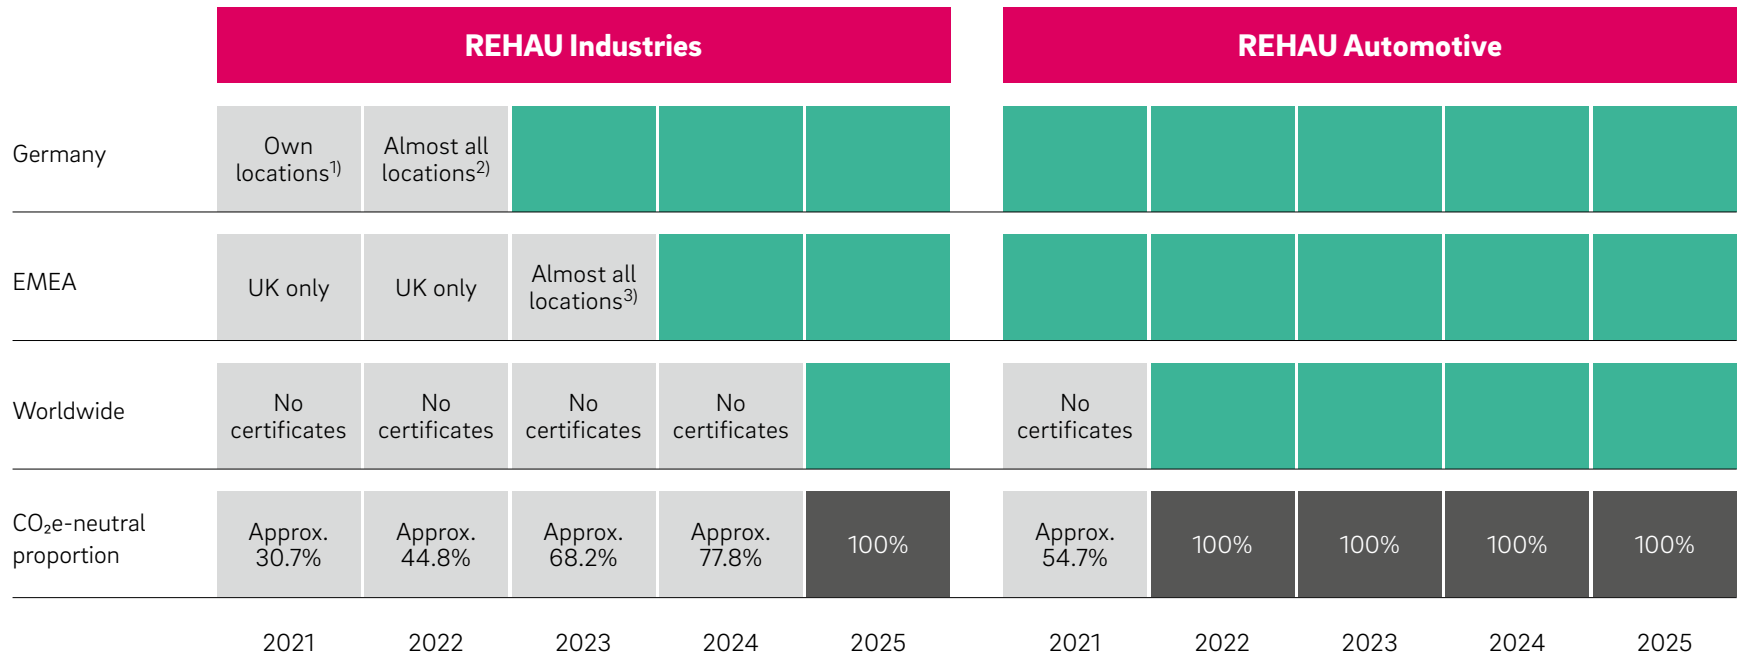 REHAU Industries
REHAU Automotive
Germany
Own
locations1)
Almost all
locations2)
EMEA
UK only
UK only
Almost all
locations3)
Worldwide
No
certificates
No
certificates
No
certificates
No
certificates
No
certificates
CO₂e-neutral
proportion
Approx.
30.7%
Approx.
44.8%
Approx.
68.2%
Approx.
77.8%
100%
Approx.
54.7%
100%
100%
100%
100%
2021
2022
2023
2024
2025
2021
2022
2023
2024
2025